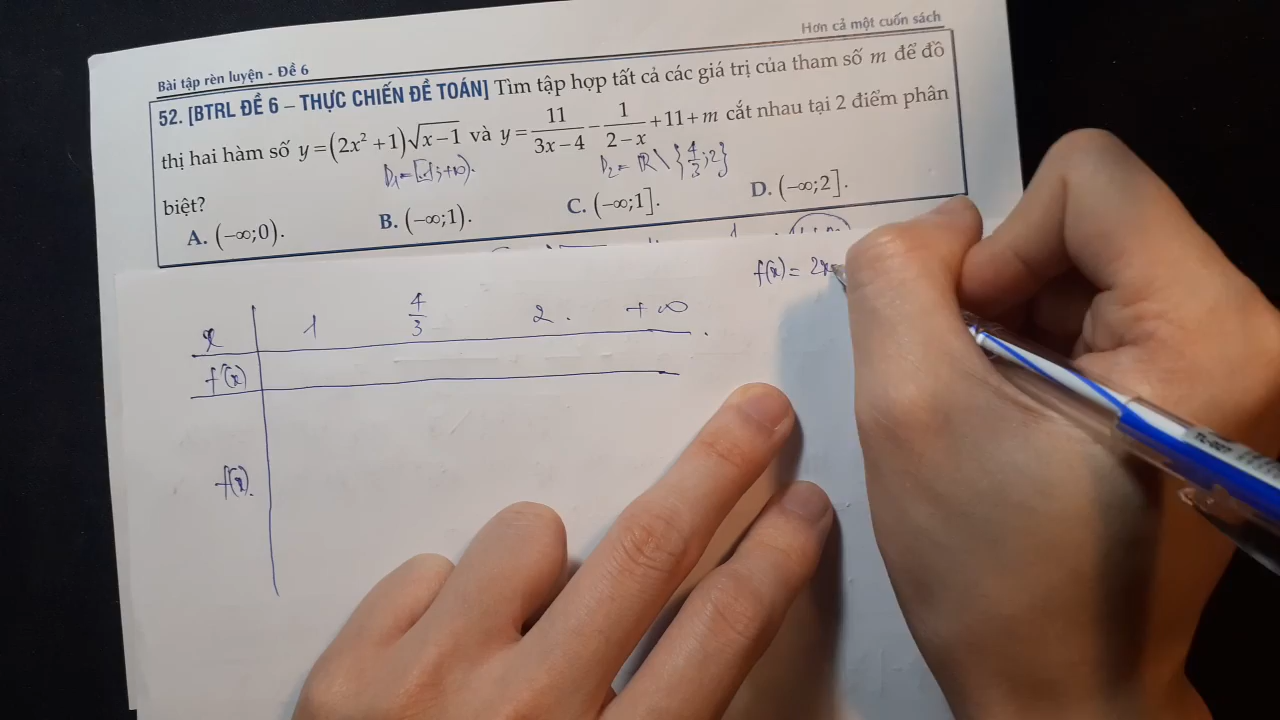 Hơn cả một cuốn sách
Bài tập rèn luyện - Đề 6
52. [BTRL ĐỀ 6 – THỰC CHIẾN ĐỀ TOÁN] Tìm tập hợp tất cả các giá trị của tham số m để đồ
thị hai hàm số y=(2x²+1)√(x-1) và y=11/(3x-4) - 1/(2-x) +11+m cắt nhau tại 2 điểm phân
D₁=[1;+∞). D₂=ℝ\{4/3;2}
biệt?
A. (-∞;0). B. (-∞;1). C. (-∞;1]. D. (-∞;2].
f(x) = 2x
x 1 4/3 2. +∞
f'(x)
f(x).